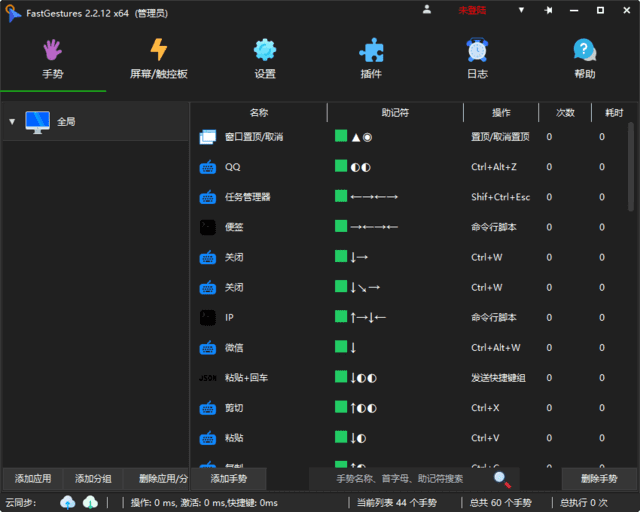 FastGestures 2.2.12 x64 (管理员)
未登陆
手势 屏幕/触控板 设置 插件 日志 帮助
全局
名称 助记符 操作 次数 耗时
窗口置顶/取消 ▲◉ 置顶/取消置顶 0 0
QQ ◐◐ Ctrl+Alt+Z 0 0
任务管理器 ←→←→ Shif+Ctrl+Esc 0 0
便签 →←→← 命令行脚本 0 0
关闭 ↓→ Ctrl+W 0 0
关闭 ↓↘→ Ctrl+W 0 0
IP ↑→↓← 命令行脚本 0 0
微信 ↓ Ctrl+Alt+W 0 0
JSON 粘贴+回车 ↓◐◐ 发送快捷键组 0 0
剪切 ↑◐◐ Ctrl+X 0 0
粘贴 ↓◐ Ctrl+V 0 0
添加应用 添加分组 删除应用/分 添加手势 手势名称、首字母、助记符搜索 删除手势
云同步: 操作: 0 ms, 激活: 0 ms,快捷键: 0ms 当前列表 44 个手势 总共 60 个手势 总执行 0 次